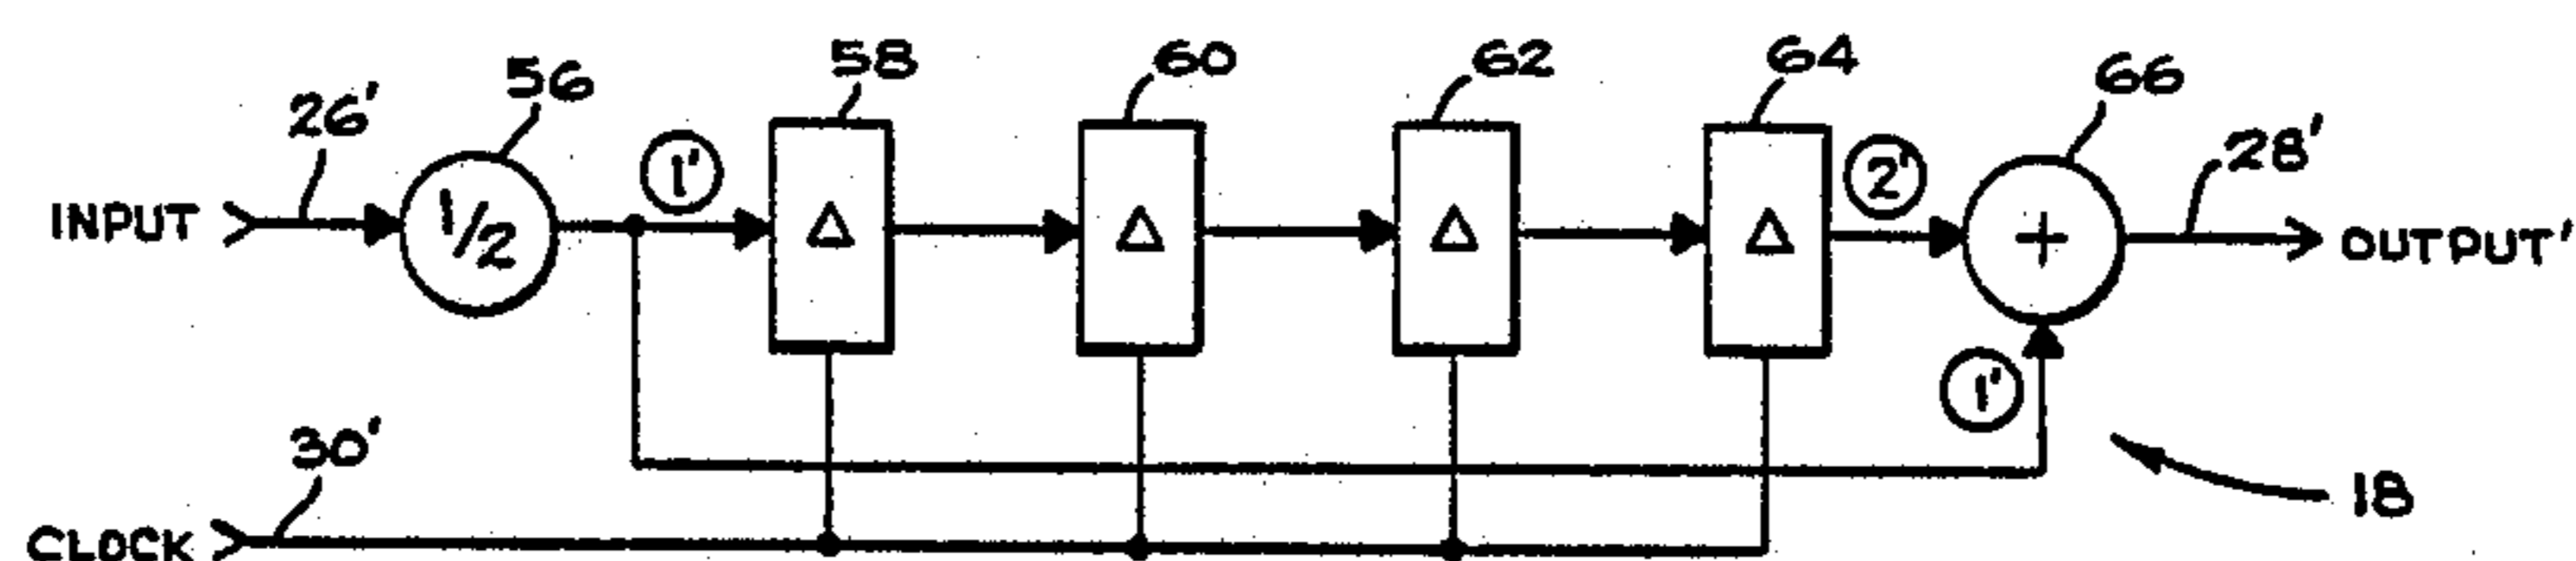 58 60 62 64
56 66
26' 28'
1' 2'
INPUT 1/2 Δ Δ Δ Δ + OUTPUT'
1'
30' 18
CLOCK